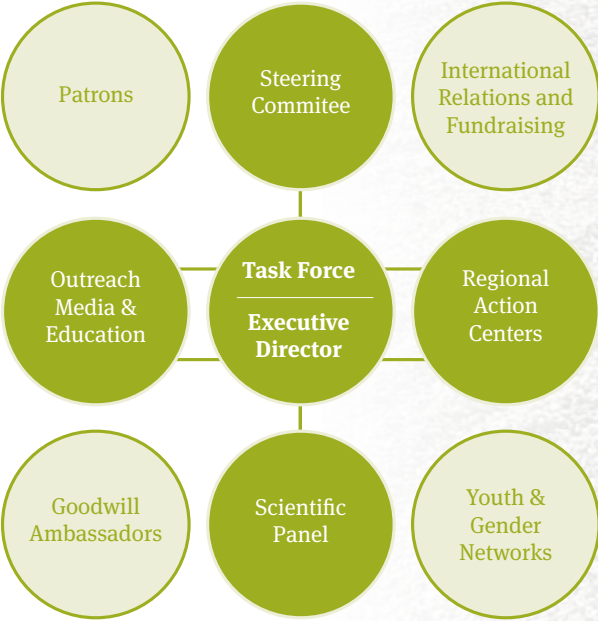 Patrons
Steering
Commitee
International
Relations and
Fundraising
Outreach
Media &
Education
Task Force
Executive
Director
Regional
Action
Centers
Goodwill
Ambassadors
Scientific
Panel
Youth &
Gender
Networks